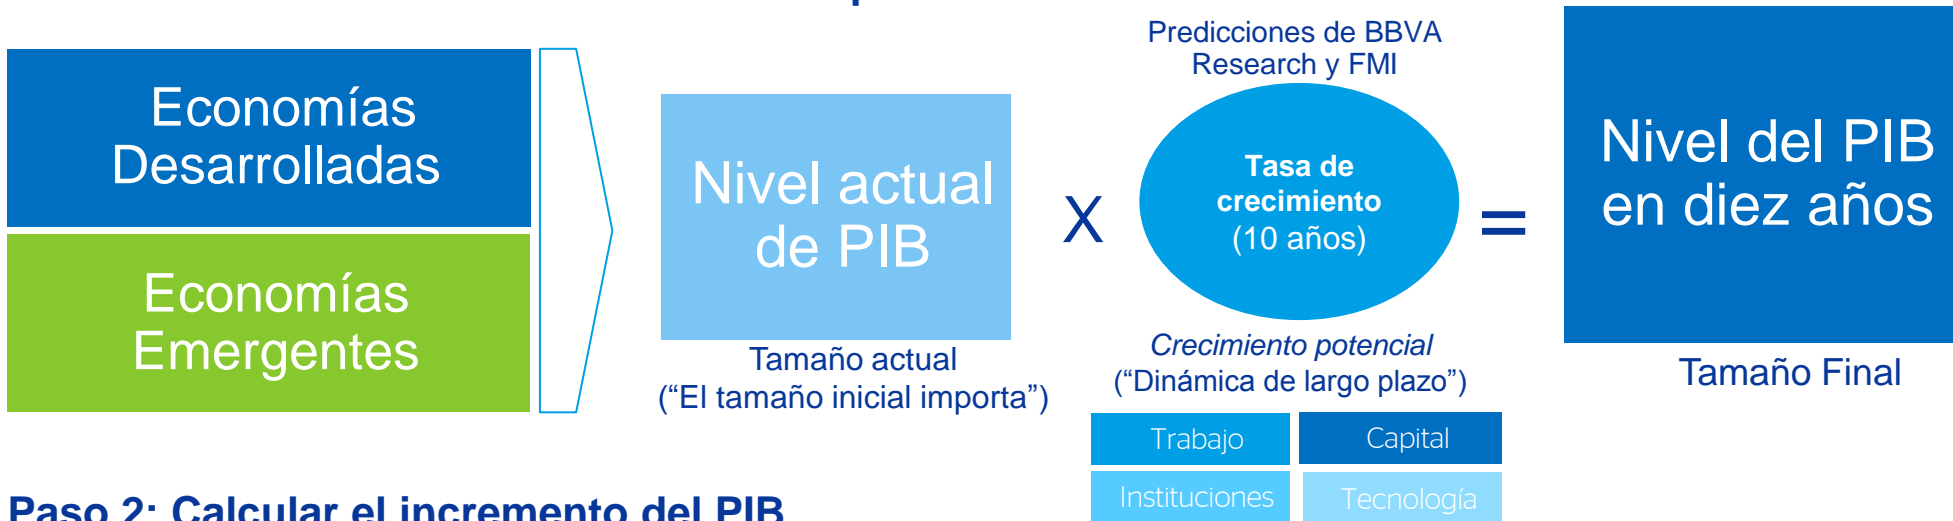 Economías
Desarrolladas
Economías
Emergentes
Nivel actual
de PIB
Tamaño actual
(“El tamaño inicial importa”)
X
Predicciones de BBVA
Research y FMI
Tasa de
crecimiento
(10 años)
Crecimiento potencial
(“Dinámica de largo plazo”)
Trabajo
Capital
Instituciones
Tecnología
=
Nivel del PIB
en diez años
Tamaño Final
Paso 2: Calcular el incremento del PIB